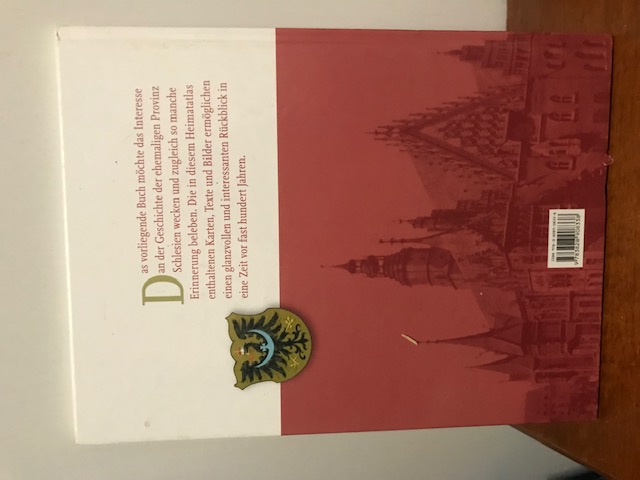 Das vorliegende Buch möchte das Interesse
an der Geschichte der ehemaligen Provinz
Schlesien wecken und zugleich so manche
Erinnerung beleben. Die in diesem Heimatatlas
enthaltenen Karten, Texte und Bilder ermöglichen
einen glanzvollen und interessanten Rückblick in
eine Zeit vor fast hundert Jahren.